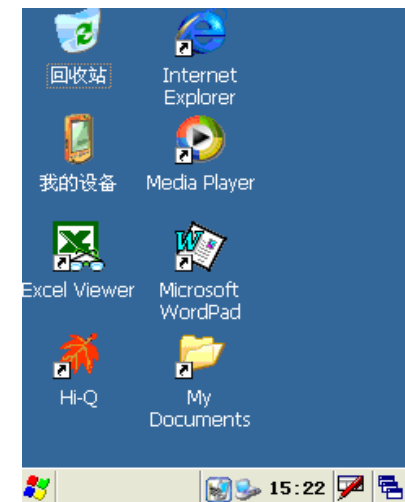 回收站
Internet
Explorer
我的设备
Media Player
Excel Viewer
Microsoft
WordPad
Hi-Q
My
Documents
15:22